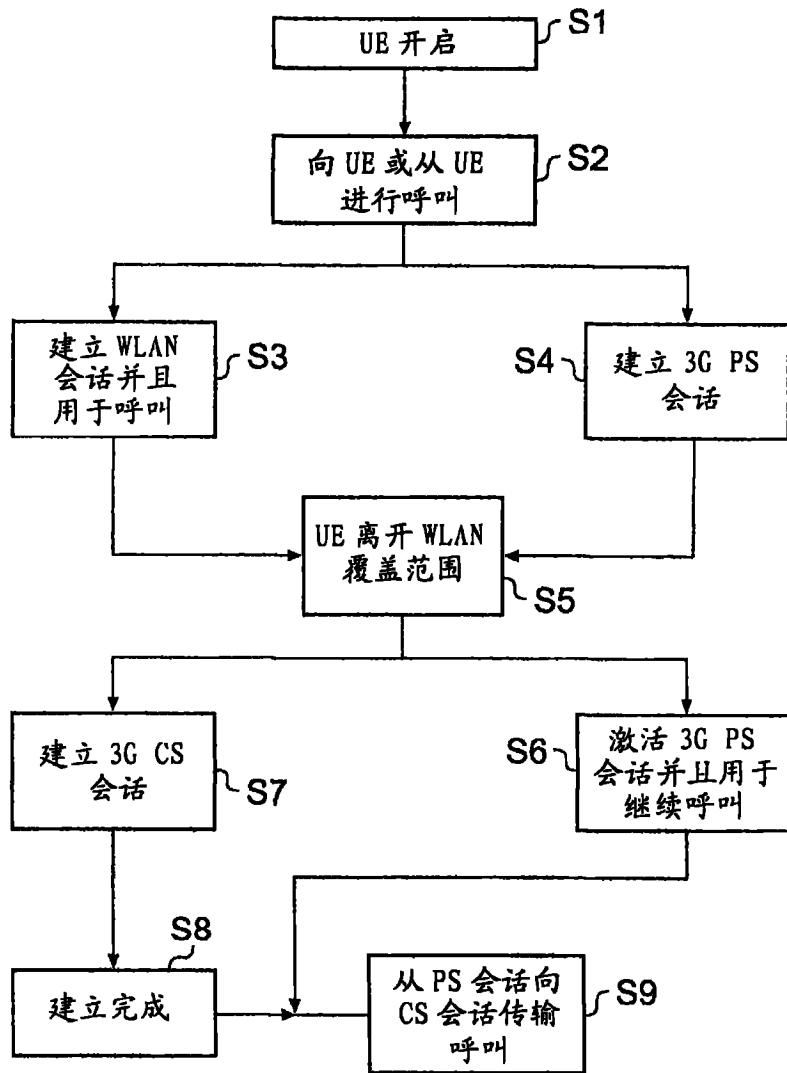 UE 开启
S1
向 UE 或从 UE
进行呼叫
S2
建立 WLAN
会话并且
用于呼叫
S3
S4
建立 3G PS
会话
UE 离开 WLAN
覆盖范围
S5
建立 3G CS
会话
S7
S6
激活 3G PS
会话并且用于
继续呼叫
S8
建立完成
从 PS 会话向
CS 会话传输
呼叫
S9